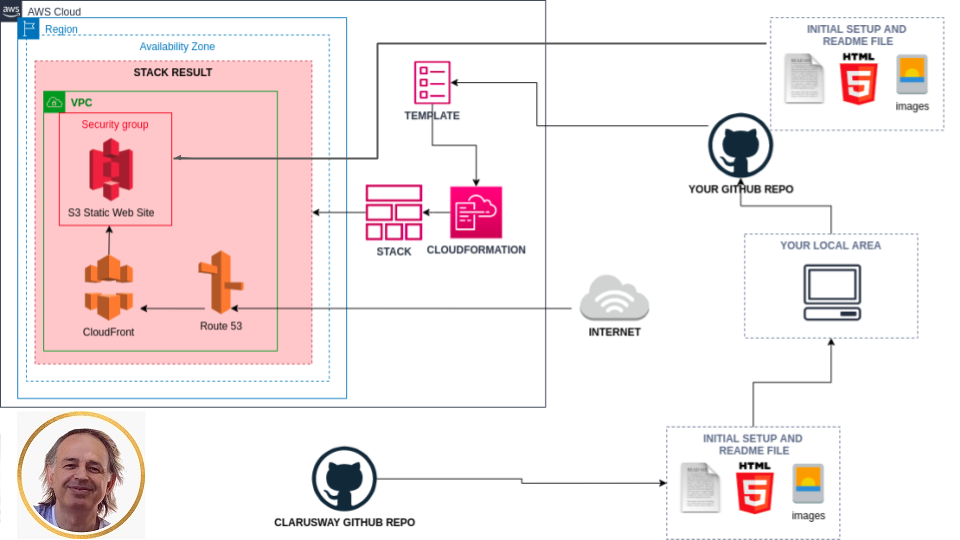 aws
AWS Cloud
Region
Availability Zone
STACK RESULT
VPC
Security group
S3 Static Web Site
CloudFront
Route 53
TEMPLATE
STACK
CLOUDFORMATION
INTERNET
INITIAL SETUP AND
README FILE
HTML
5
images
YOUR GITHUB REPO
YOUR LOCAL AREA
CLARUSWAY GITHUB REPO
INITIAL SETUP AND
README FILE
HTML
5
images